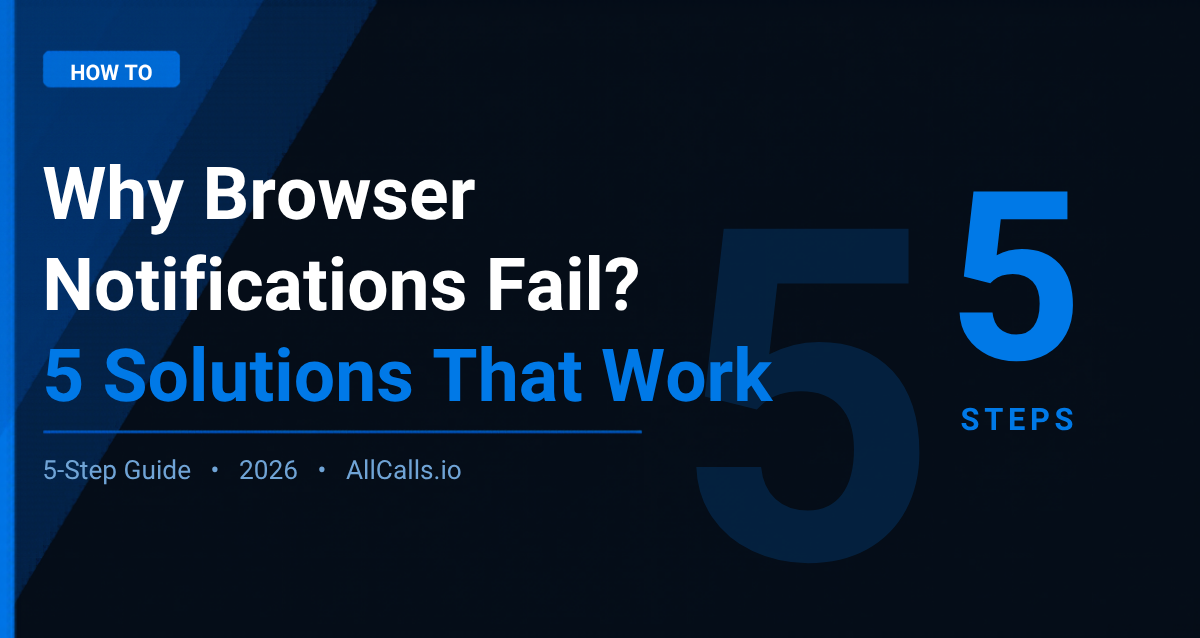 HOW TO
Why Browser
Notifications Fail?
5 Solutions That Work
5-Step Guide • 2026 • AllCalls.io
5
5
STEPS